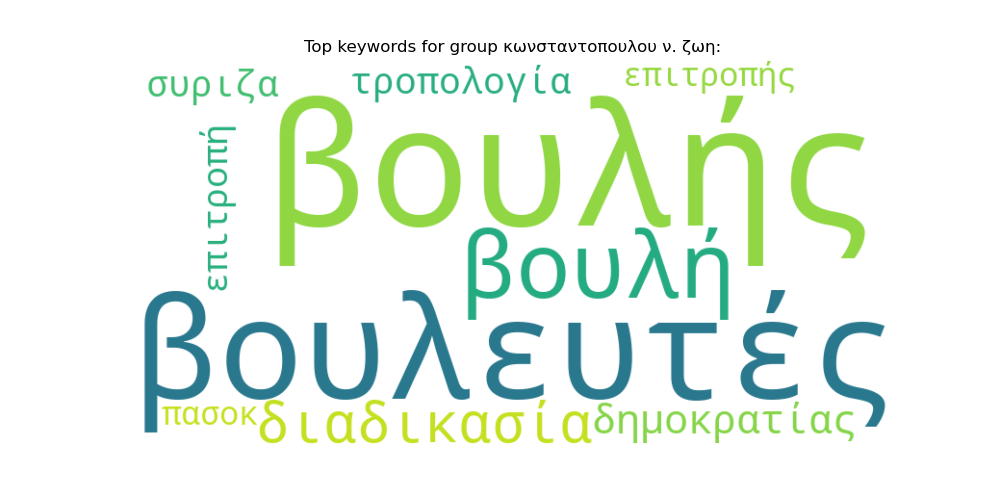 Top keywords for group κωνσταντοπουλου ν. ζωη:
συριζα
τροπολογία
επιτροπής
βουλής
επιτροπή
βουλή
βουλευτές
πασοκ
διαδικασία
δημοκρατίας